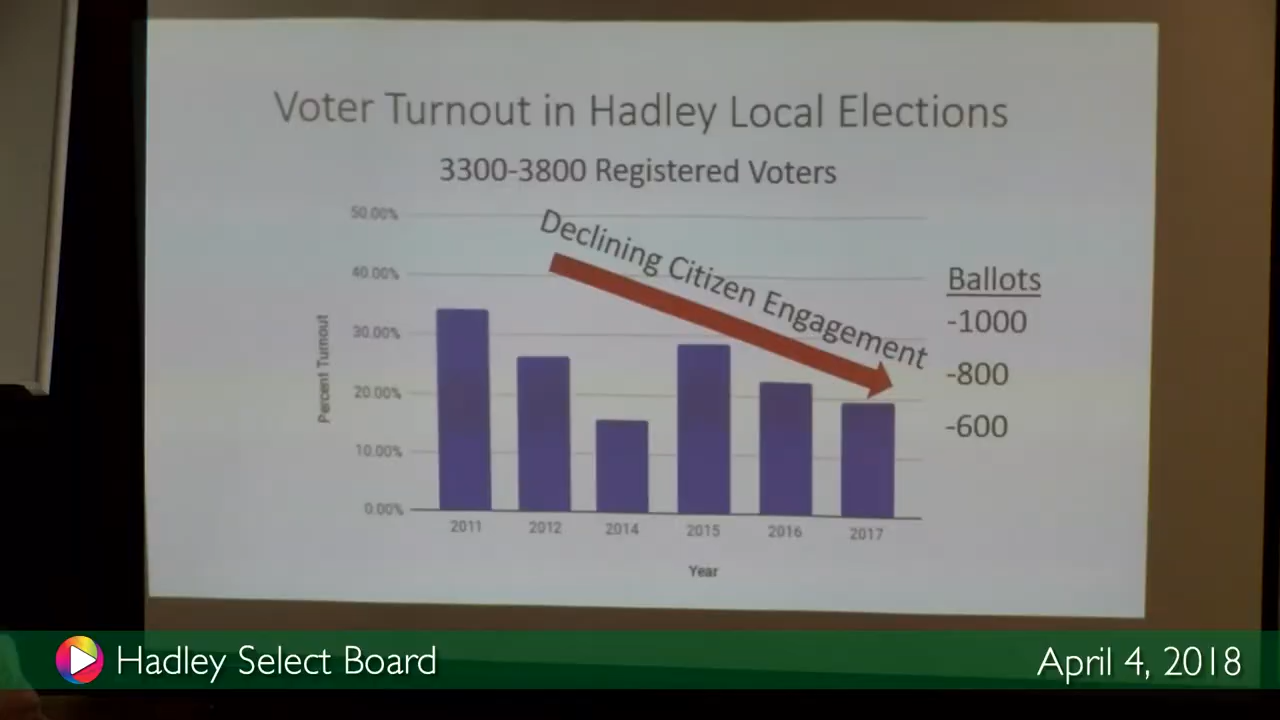 Voter Turnout in Hadley Local Elections
3300-3800 Registered Voters
50.00%
40.00%
30.00%
20.00%
10.00%
0.00%
Percent Turnout
Declining Citizen Engagement
Ballots
-1000
-800
-600
2011 2012 2014 2015 2016 2017
Year
Hadley Select Board
April 4, 2018